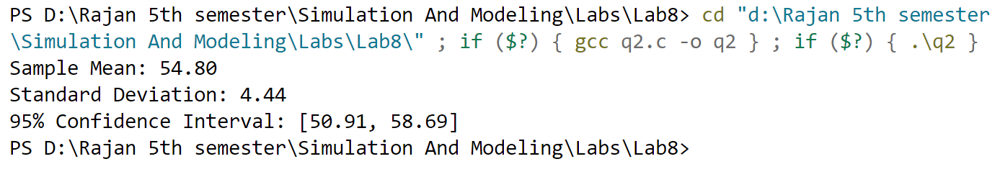 PS D:\Rajan 5th semester\Simulation And Modeling\Labs\Lab8> cd "d:\Rajan 5th semester
\Simulation And Modeling\Labs\Lab8\" ; if ($?) { gcc q2.c -o q2 } ; if ($?) { .\q2 }
Sample Mean: 54.80
Standard Deviation: 4.44
95% Confidence Interval: [50.91, 58.69]
PS D:\Rajan 5th semester\Simulation And Modeling\Labs\Lab8>